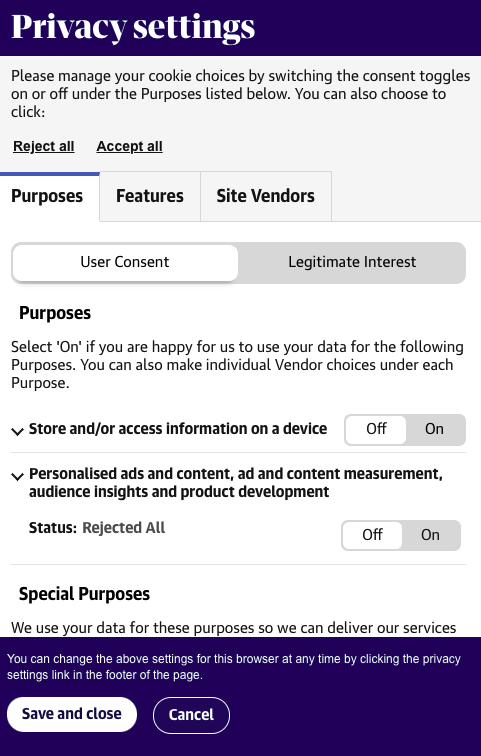 Privacy settings
Please manage your cookie choices by switching the consent toggles
on or off under the Purposes listed below. You can also choose to
click:
Reject all Accept all
Purposes Features Site Vendors
User Consent Legitimate Interest
Purposes
Select 'On' if you are happy for us to use your data for the following
Purposes. You can also make individual Vendor choices under each
Purpose.
Store and/or access information on a device Off On
Personalised ads and content, ad and content measurement,
audience insights and product development
Status: Rejected All Off On
Special Purposes
We use your data for these purposes so we can deliver our services
You can change the above settings for this browser at any time by clicking the privacy
settings link in the footer of the page.
Save and close Cancel